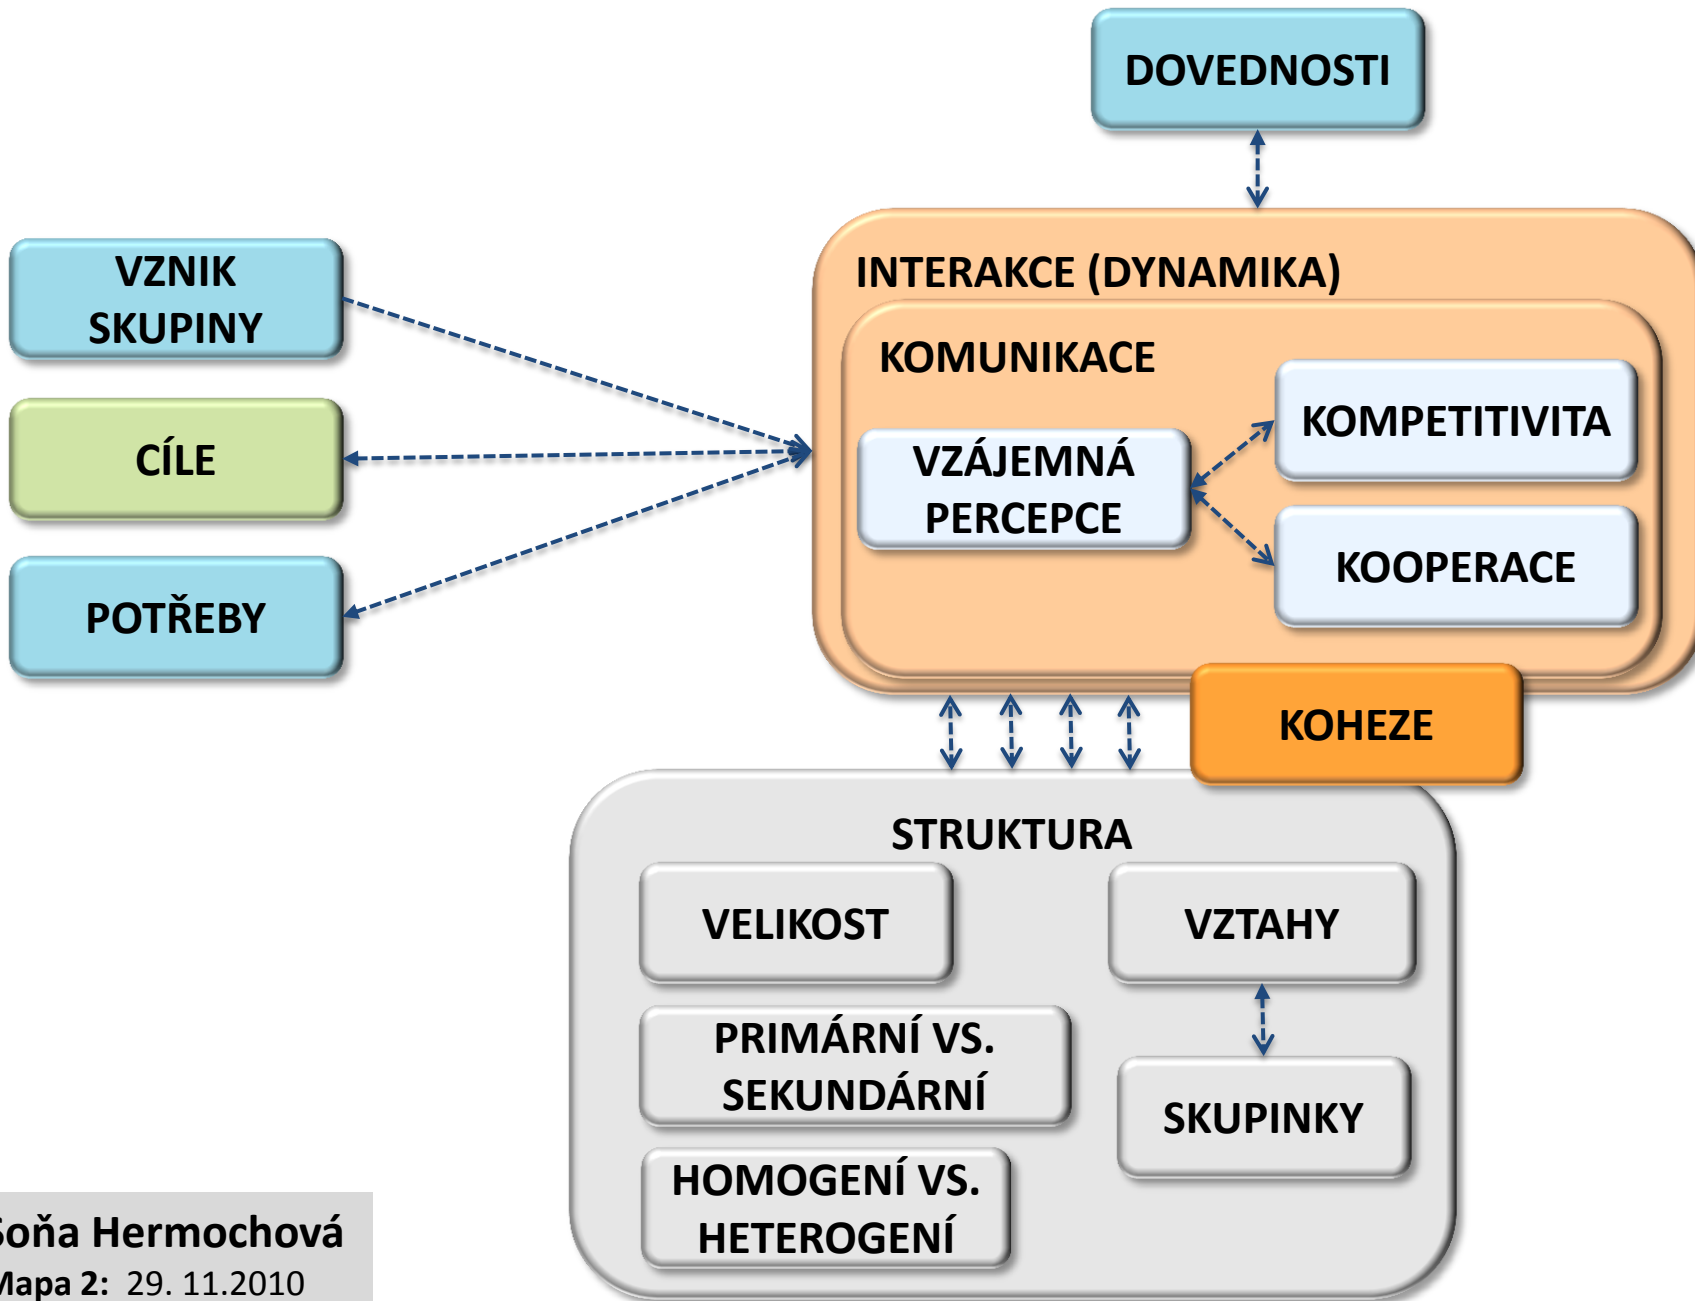 DOVEDNOSTI
VZNIK
SKUPINY
CÍLE
POTŘEBY
INTERAKCE (DYNAMIKA)
KOMUNIKACE
VZÁJEMNÁ
PERCEPCE
KOMPETITIVITA
KOOPERACE
KOHEZE
STRUKTURA
VELIKOST
VZTAHY
PRIMÁRNÍ VS.
SEKUNDÁRNÍ
SKUPINKY
HOMOGENÍ VS.
HETEROGENÍ
Soňa Hermochová
Mapa 2: 29. 11.2010